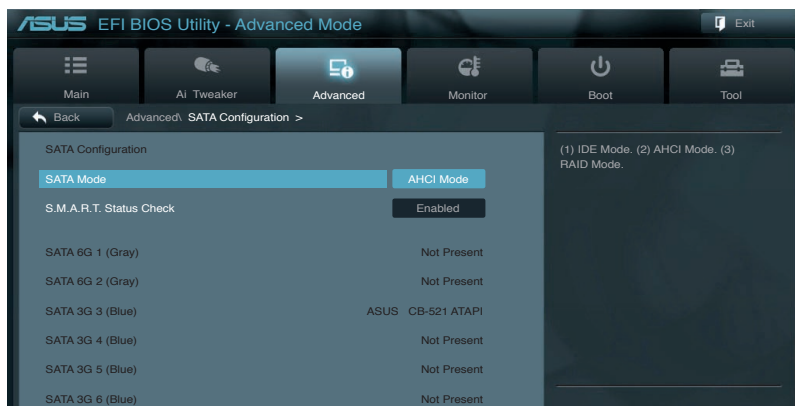 ASUS EFI BIOS Utility - Advanced Mode
Exit
Main Ai Tweaker Advanced Monitor Boot Tool
Back Advanced\ SATA Configuration >
SATA Configuration
(1) IDE Mode. (2) AHCI Mode. (3)
RAID Mode.
SATA Mode AHCI Mode
S.M.A.R.T. Status Check Enabled
SATA 6G 1 (Gray) Not Present
SATA 6G 2 (Gray) Not Present
SATA 3G 3 (Blue) ASUS CB-521 ATAPI
SATA 3G 4 (Blue) Not Present
SATA 3G 5 (Blue) Not Present
SATA 3G 6 (Blue) Not Present